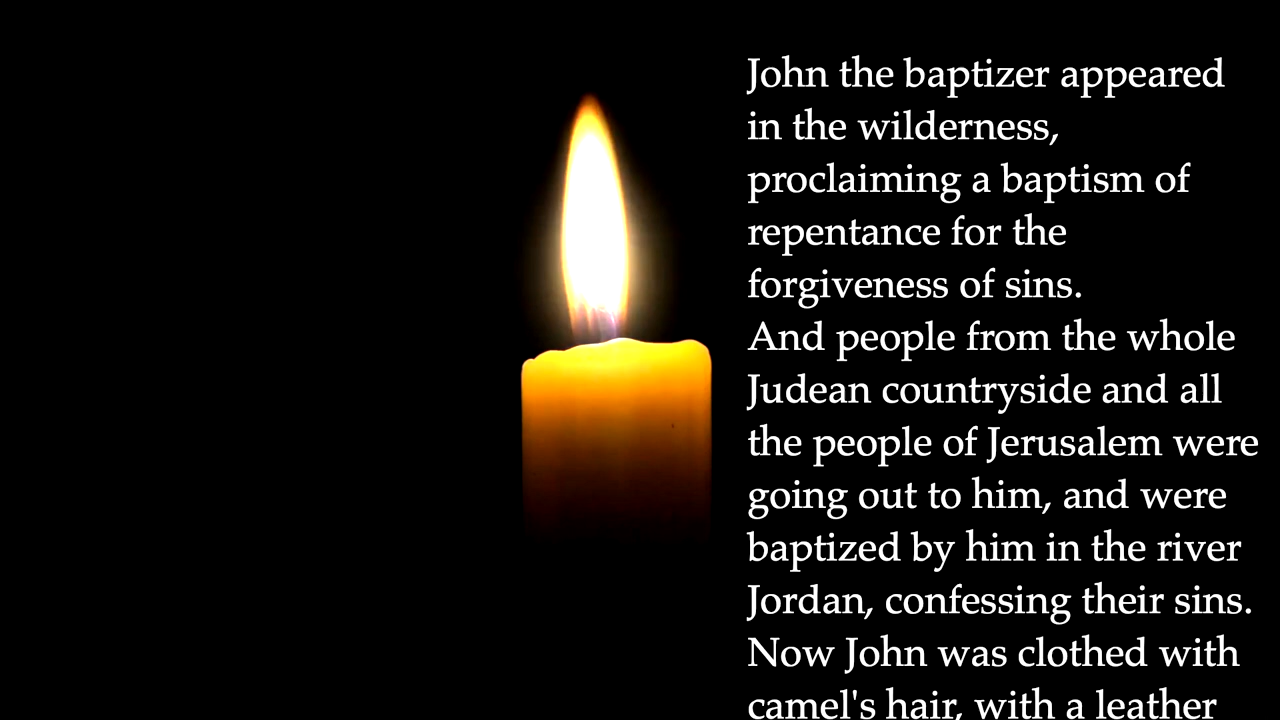 John the baptizer appeared
in the wilderness,
proclaiming a baptism of
repentance for the
forgiveness of sins.
And people from the whole
Judean countryside and all
the people of Jerusalem were
going out to him, and were
baptized by him in the river
Jordan, confessing their sins.
Now John was clothed with
camel's hair, with a leather